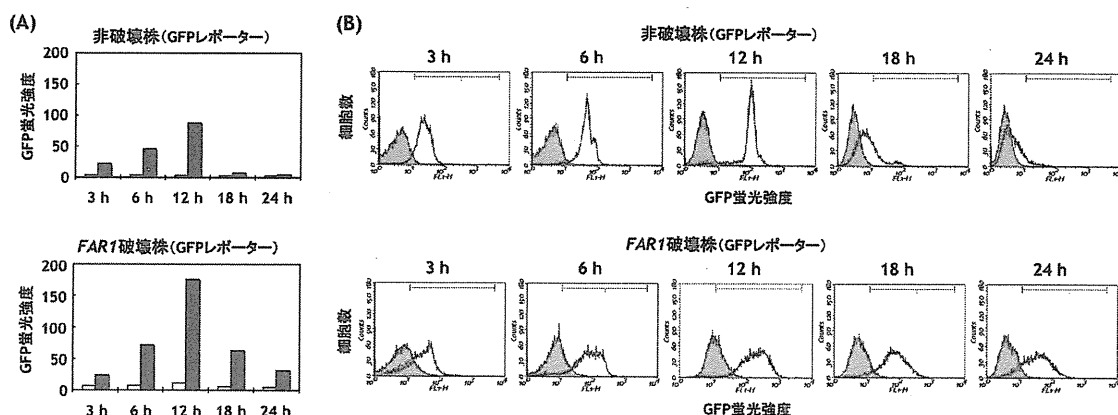 (A)
非破壊株(GFPレポーター)
GFP蛍光強度
200
150
100
50
0
3 h 6 h 12 h 18 h 24 h
FAR1破壊株(GFPレポーター)
GFP蛍光強度
200
150
100
50
0
3 h 6 h 12 h 18 h 24 h
(B)
非破壊株(GFPレポーター)
3 h 6 h 12 h 18 h 24 h
細胞数
Counts
FL1-H
GFP蛍光強度
FAR1破壊株(GFPレポーター)
3 h 6 h 12 h 18 h 24 h
細胞数
Counts
FL1-H
GFP蛍光強度